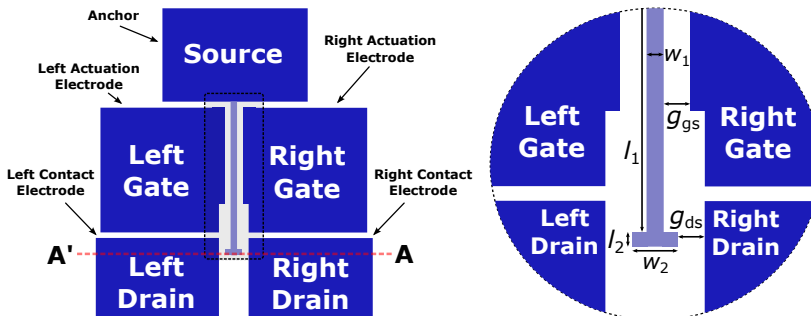 Anchor
Source
Right Actuation
Electrode
Left Actuation
Electrode
Left
Gate
Right
Gate
Left Contact
Electrode
Right Contact
Electrode
A'
A
Left
Drain
Right
Drain
w1
Left
Gate
Right
Gate
ggs
l1
Left
Drain
Right
Drain
gds
l2
w2